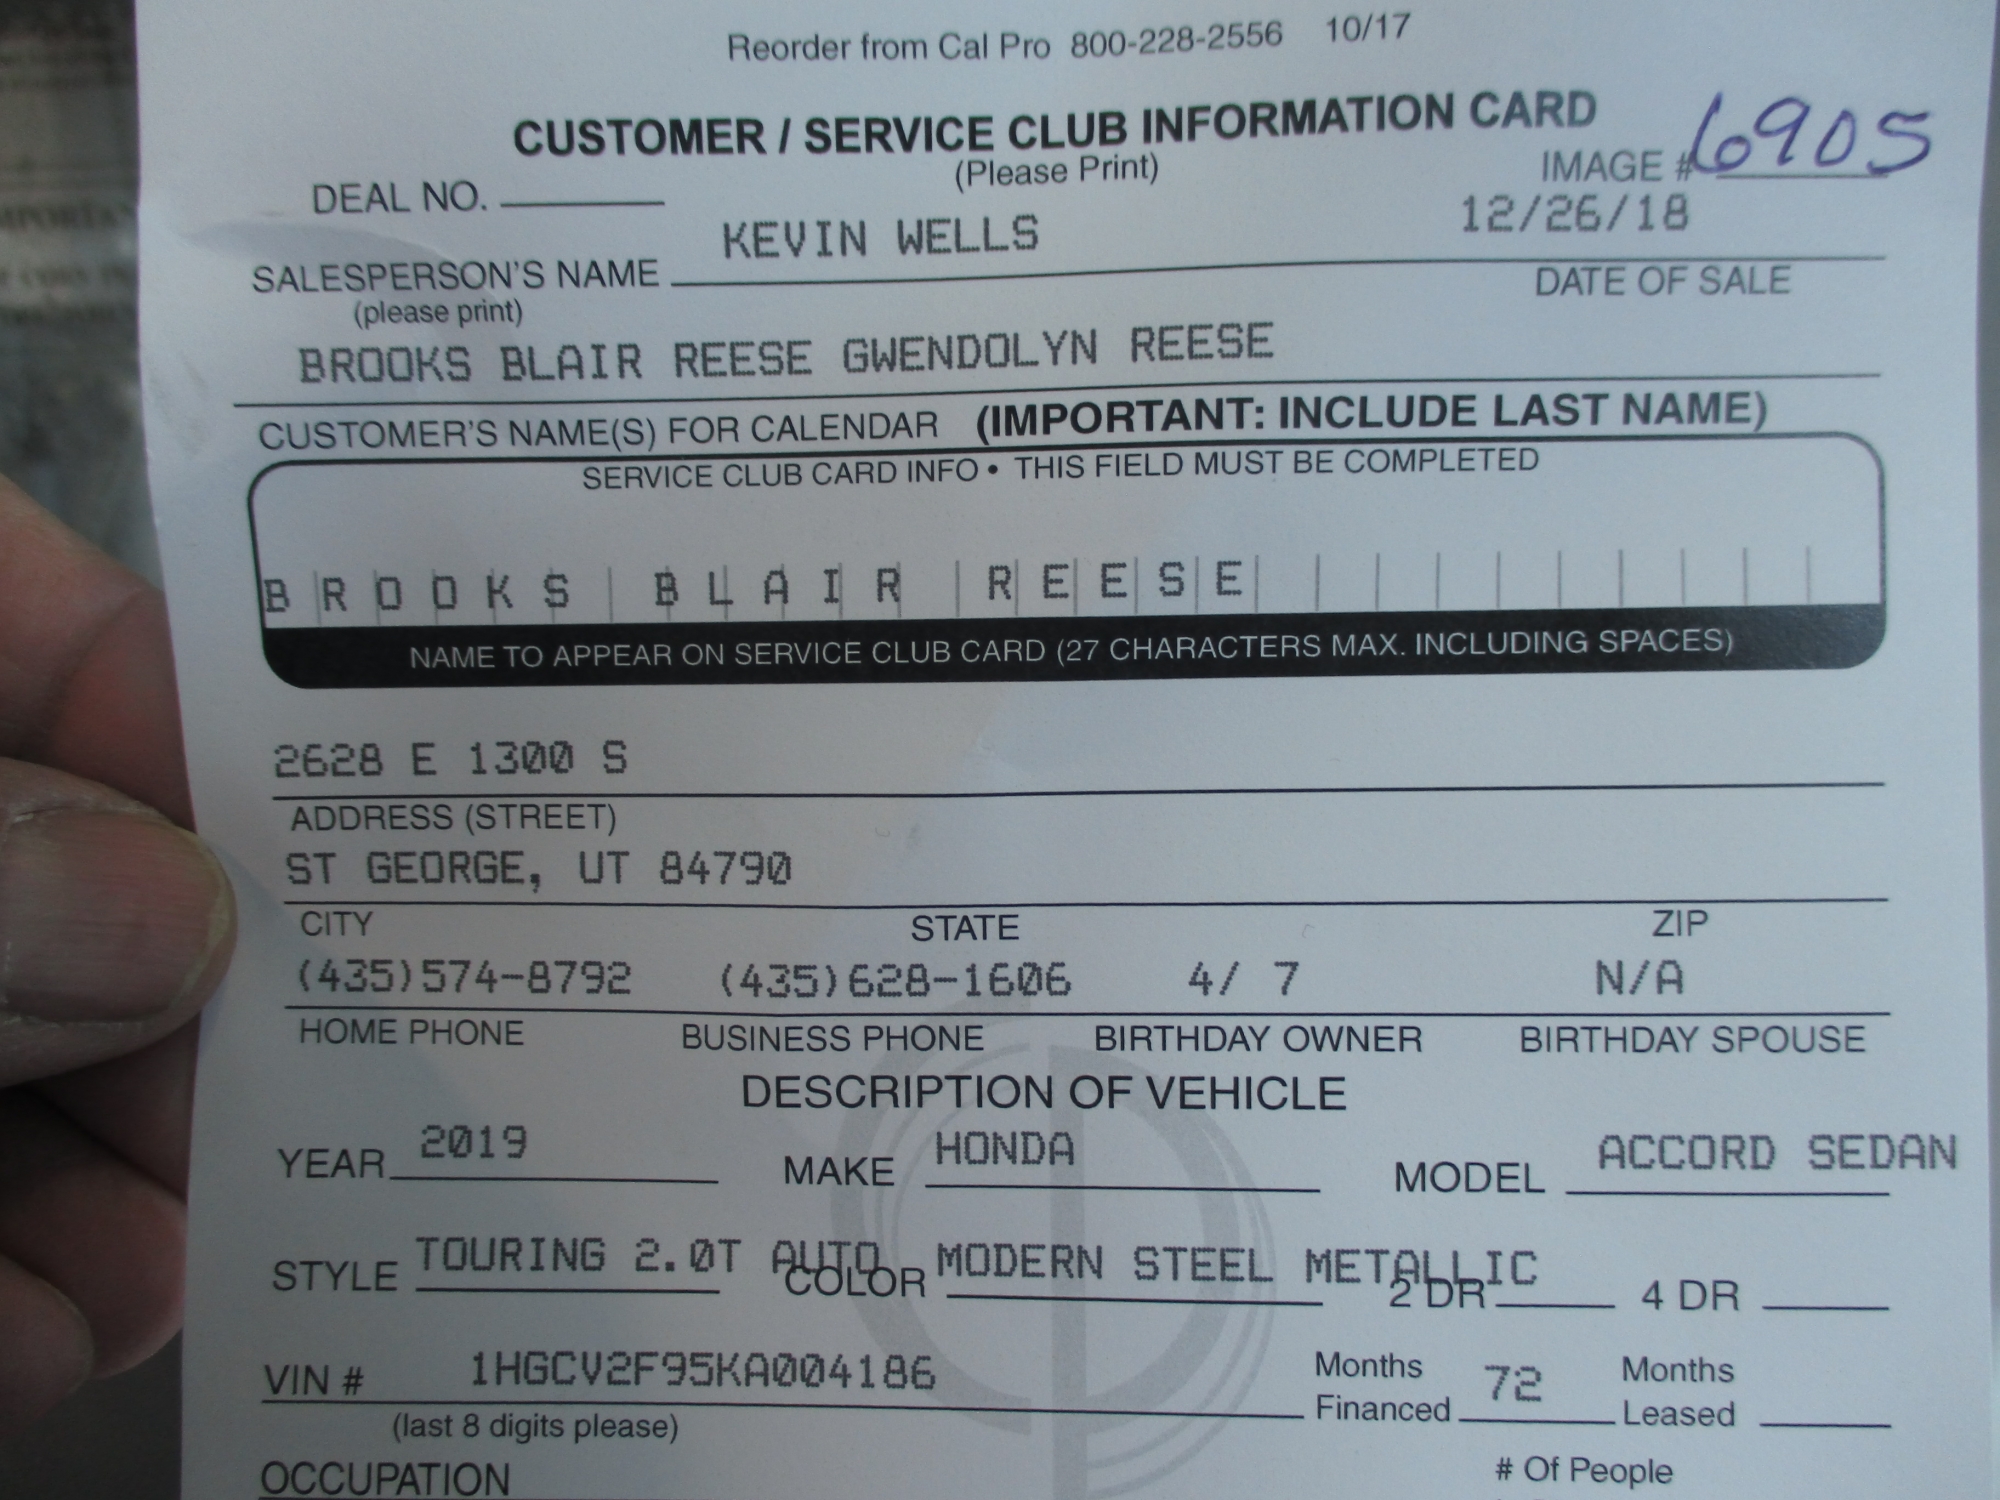 Reorder from Cal Pro 800-228-2556 10/17
CUSTOMER / SERVICE CLUB INFORMATION CARD
(Please Print)
IMAGE # 6905
DEAL NO.
KEVIN WELLS 12/26/18
SALESPERSON'S NAME DATE OF SALE
(please print)
BROOKS BLAIR REESE GWENDOLYN REESE
CUSTOMER'S NAME(S) FOR CALENDAR (IMPORTANT: INCLUDE LAST NAME)
SERVICE CLUB CARD INFO • THIS FIELD MUST BE COMPLETED
BROOKS BLAIR REESE
NAME TO APPEAR ON SERVICE CLUB CARD (27 CHARACTERS MAX. INCLUDING SPACES)
2628 E 1300 S
ADDRESS (STREET)
ST GEORGE, UT 84790
CITY STATE ZIP
(435)574-8792 (435)628-1606 4/ 7 N/A
HOME PHONE BUSINESS PHONE BIRTHDAY OWNER BIRTHDAY SPOUSE
DESCRIPTION OF VEHICLE
YEAR 2019 MAKE HONDA MODEL ACCORD SEDAN
STYLE TOURING 2.0T AUTO COLOR MODERN STEEL METALLIC 2 DR 4 DR
VIN # 1HGCV2F95KA004186 Months Financed 72 Months Leased
(last 8 digits please)
OCCUPATION # Of People